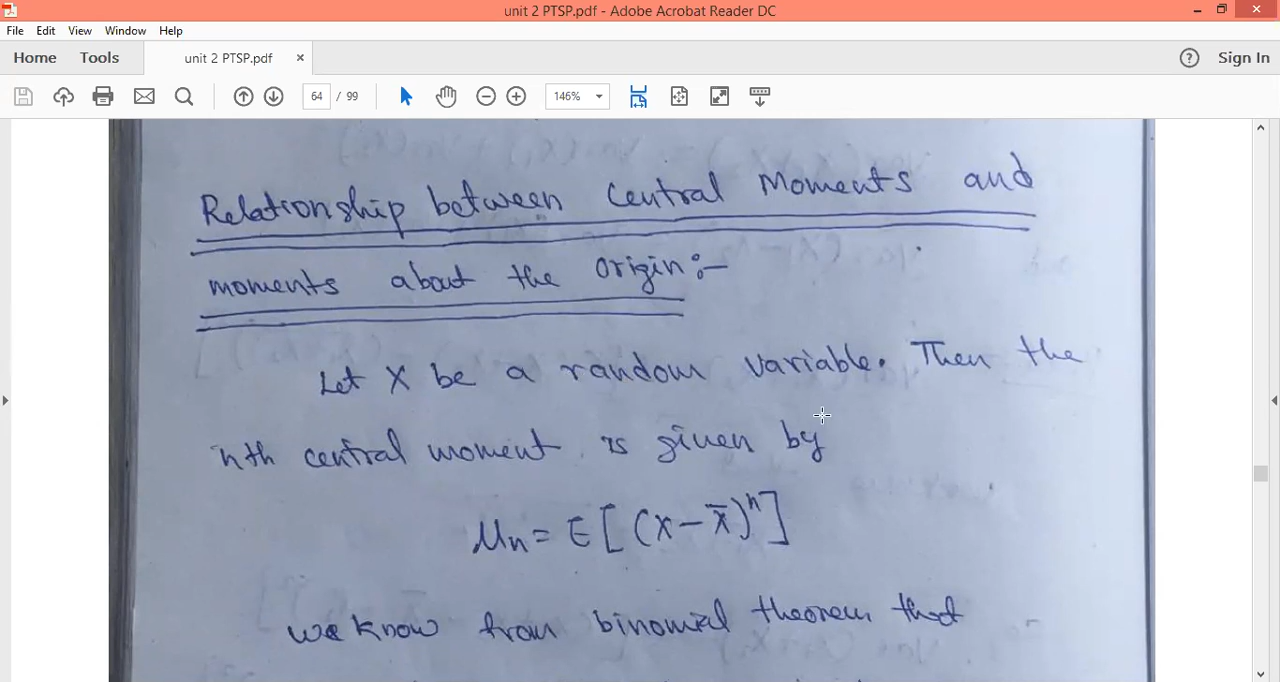 unit 2 PTSP.pdf - Adobe Acrobat Reader DC
File Edit View Window Help
Home Tools unit 2 PTSP.pdf × Sign In
64 / 99 146%
Relationship between Central Moments and
moments about the origin:-
Let X be a random variable. Then the
nth central moment is given by
μn = E[(X-X̄)^n]
we know from binomial theorem that